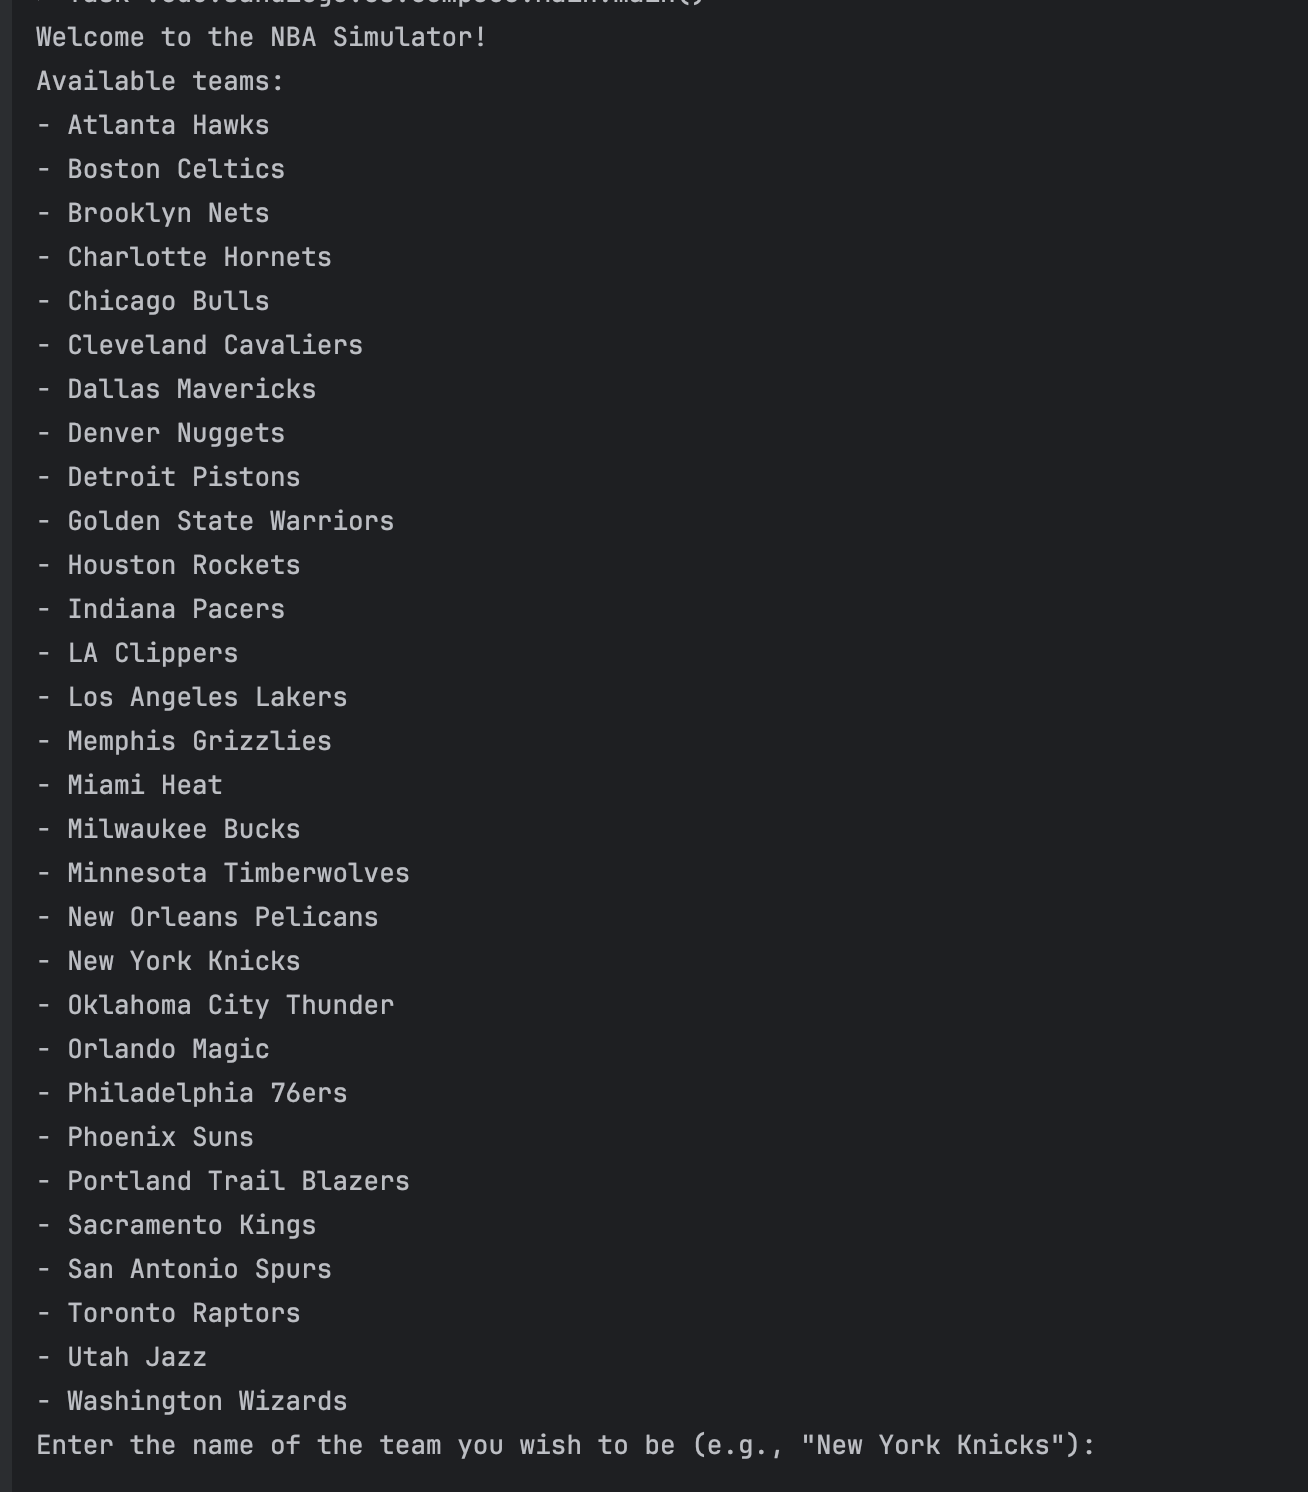 Welcome to the NBA Simulator!
Available teams:
- Atlanta Hawks
- Boston Celtics
- Brooklyn Nets
- Charlotte Hornets
- Chicago Bulls
- Cleveland Cavaliers
- Dallas Mavericks
- Denver Nuggets
- Detroit Pistons
- Golden State Warriors
- Houston Rockets
- Indiana Pacers
- LA Clippers
- Los Angeles Lakers
- Memphis Grizzlies
- Miami Heat
- Milwaukee Bucks
- Minnesota Timberwolves
- New Orleans Pelicans
- New York Knicks
- Oklahoma City Thunder
- Orlando Magic
- Philadelphia 76ers
- Phoenix Suns
- Portland Trail Blazers
- Sacramento Kings
- San Antonio Spurs
- Toronto Raptors
- Utah Jazz
- Washington Wizards
Enter the name of the team you wish to be (e.g., "New York Knicks"):